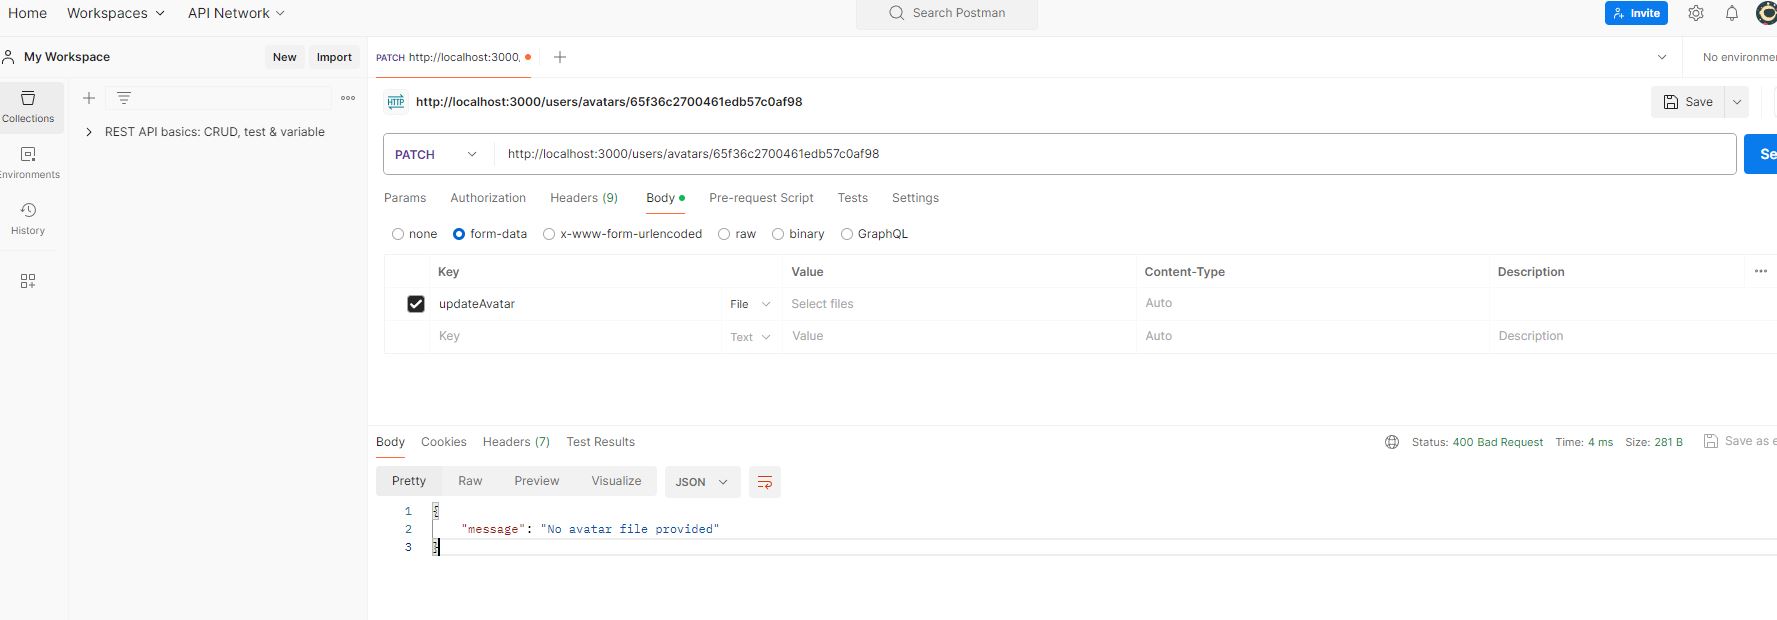 Home Workspaces API Network Search Postman Invite
My Workspace New Import PATCH http://localhost:3000, No environmen
Collections
Environments
History
REST API basics: CRUD, test & variable
HTTP http://localhost:3000/users/avatars/65f36c2700461edb57c0af98 Save
PATCH http://localhost:3000/users/avatars/65f36c2700461edb57c0af98 Se
Params Authorization Headers (9) Body Pre-request Script Tests Settings
none form-data x-www-form-urlencoded raw binary GraphQL
Key Value Content-Type Description
updateAvatar File Select files Auto
Key Text Value Auto Description
Body Cookies Headers (7) Test Results Status: 400 Bad Request Time: 4 ms Size: 281 B Save as e
Pretty Raw Preview Visualize JSON
1 {
2 "message": "No avatar file provided"
3 }